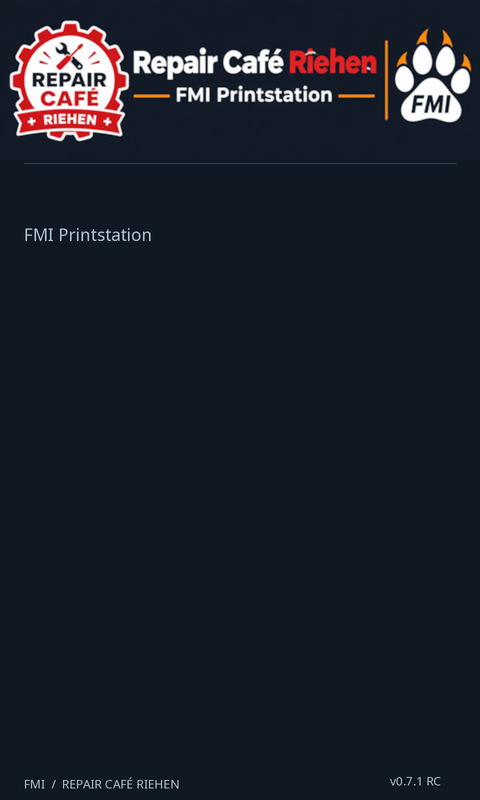 REPAIR
CAFÉ
+ RIEHEN +
Repair Café Riehen
FMI Printstation
FMI
FMI Printstation
FMI / REPAIR CAFÉ RIEHEN
v0.7.1 RC